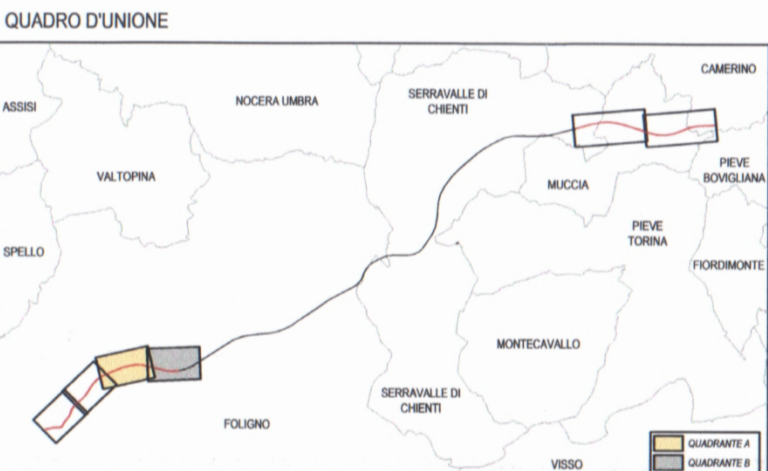 QUADRO D'UNIONE
CAMERINO
ASSISI
NOCERA UMBRA
SERRAVALLE DI
CHIENTI
VALTOPINA
MUCCIA
PIEVE
BOVIGLIANA
PIEVE
TORINA
SPELLO
FIORDIMONTE
MONTECAVALLO
SERRAVALLE DI
CHIENTI
FOLIGNO
VISSO
QUADRANTE A
QUADRANTE B